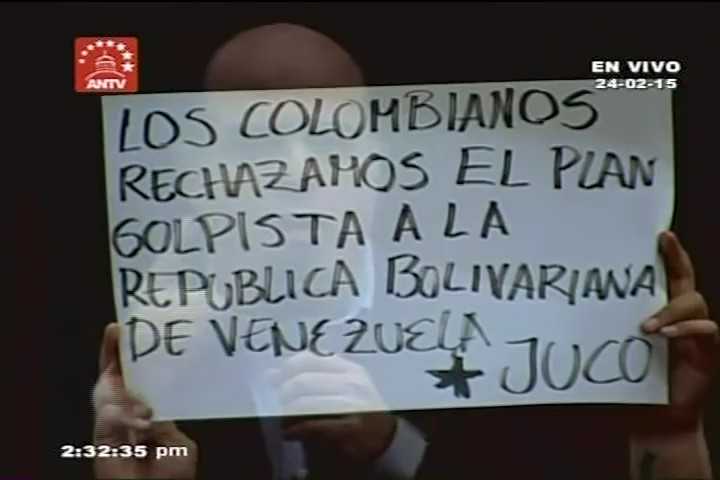 ANTV
EN VIVO
24-02-15
LOS COLOMBIANOS
RECHAZAMOS EL PLAN
GOLPISTA A LA
REPUBLICA BOLIVARIANA
DE VENEZUELA
★ JUCO
2:32:35 pm